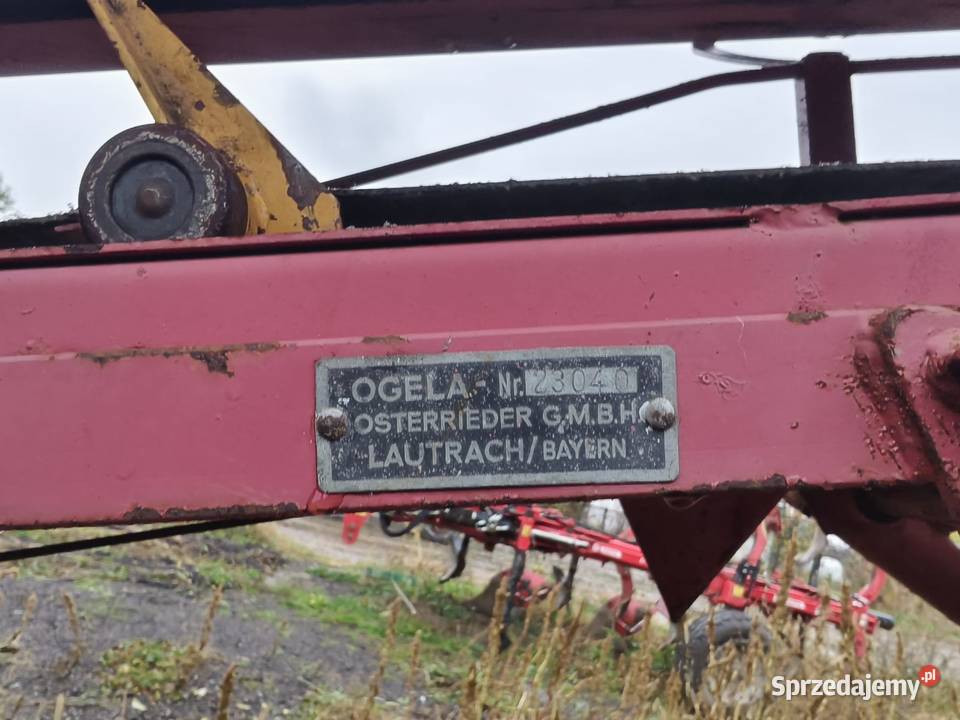 OGELA - Nr. 23040
OSTERRIEDER G.M.B.H.
LAUTRACH/BAYERN
Sprzedajemy.pl